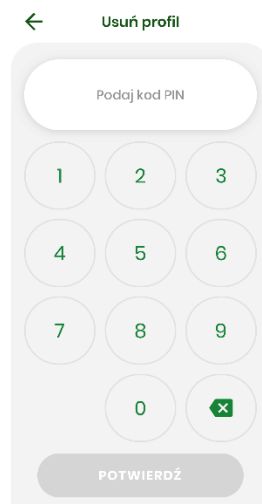 Usuń profil
Podaj kod PIN
1 2 3
4 5 6
7 8 9
0
POTWIERDŹ